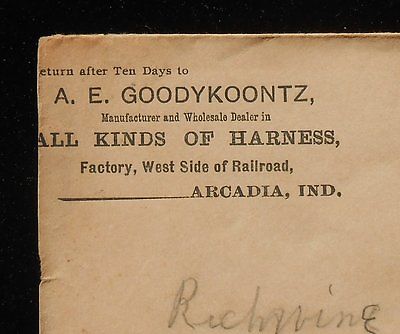 eturn after Ten Days to
A. E. GOODYKOONTZ,
Manufacturer and Wholesale Dealer in
ALL KINDS OF HARNESS,
Factory, West Side of Railroad,
ARCADIA, IND.